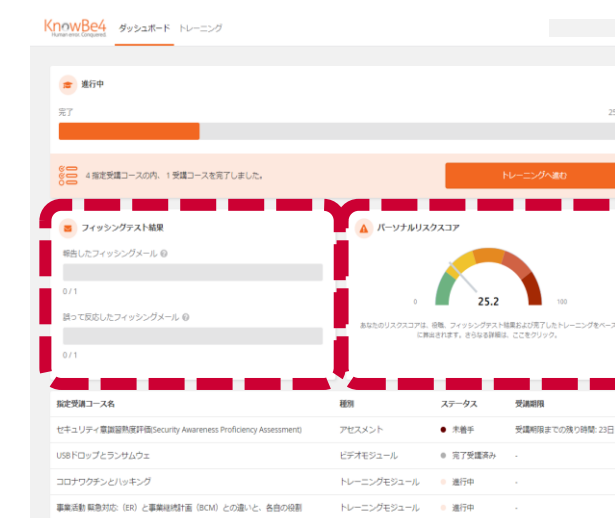 KnowBe4
Human error. Conquered.
ダッシュボード トレーニング
進行中
完了
25
4 指定受講コースの内、1 受講コースを完了しました。
トレーニングへ進む
フィッシングテスト結果
報告したフィッシングメール
0 / 1
誤って反応したフィッシングメール
0 / 1
パーソナルリスクスコア
0
25.2
100
あなたのリスクスコアは、役職、フィッシングテスト結果および完了したトレーニングをベース
に算出されます。さらなる詳細は、ここをクリック。
指定受講コース名 種別 ステータス 受講期限
セキュリティ意識習熟度評価(Security Awareness Proficiency Assessment) アセスメント 未着手 受講期限までの残り時間: 23日
USBドロップとランサムウェ ビデオモジュール 完了受講済み -
コロナワクチンとハッキング トレーニングモジュール 進行中 -
事業活動 緊急対応:(ER)と事業継続計画(BCM)との違いと、各自の役割 トレーニングモジュール 進行中 -